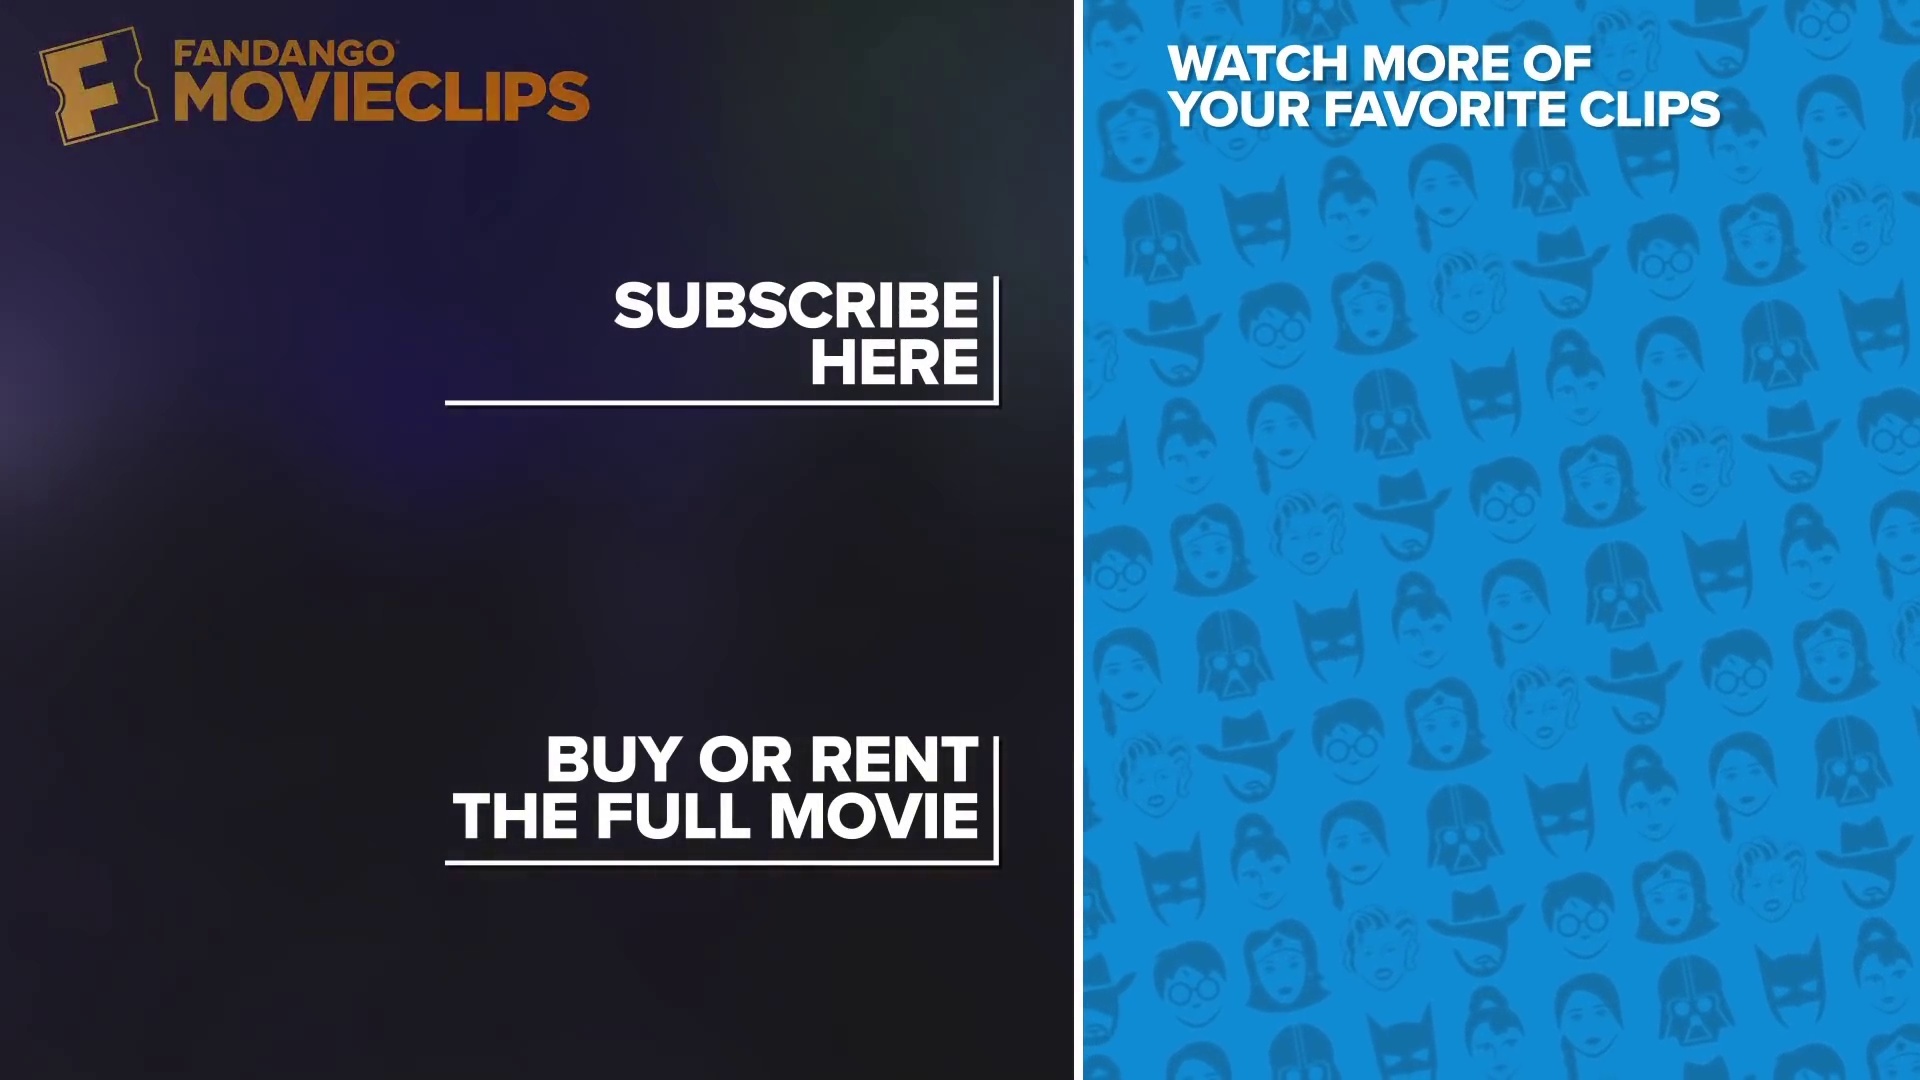 FANDANGO
MOVIECLIPS
SUBSCRIBE
HERE
BUY OR RENT
THE FULL MOVIE
WATCH MORE OF
YOUR FAVORITE CLIPS